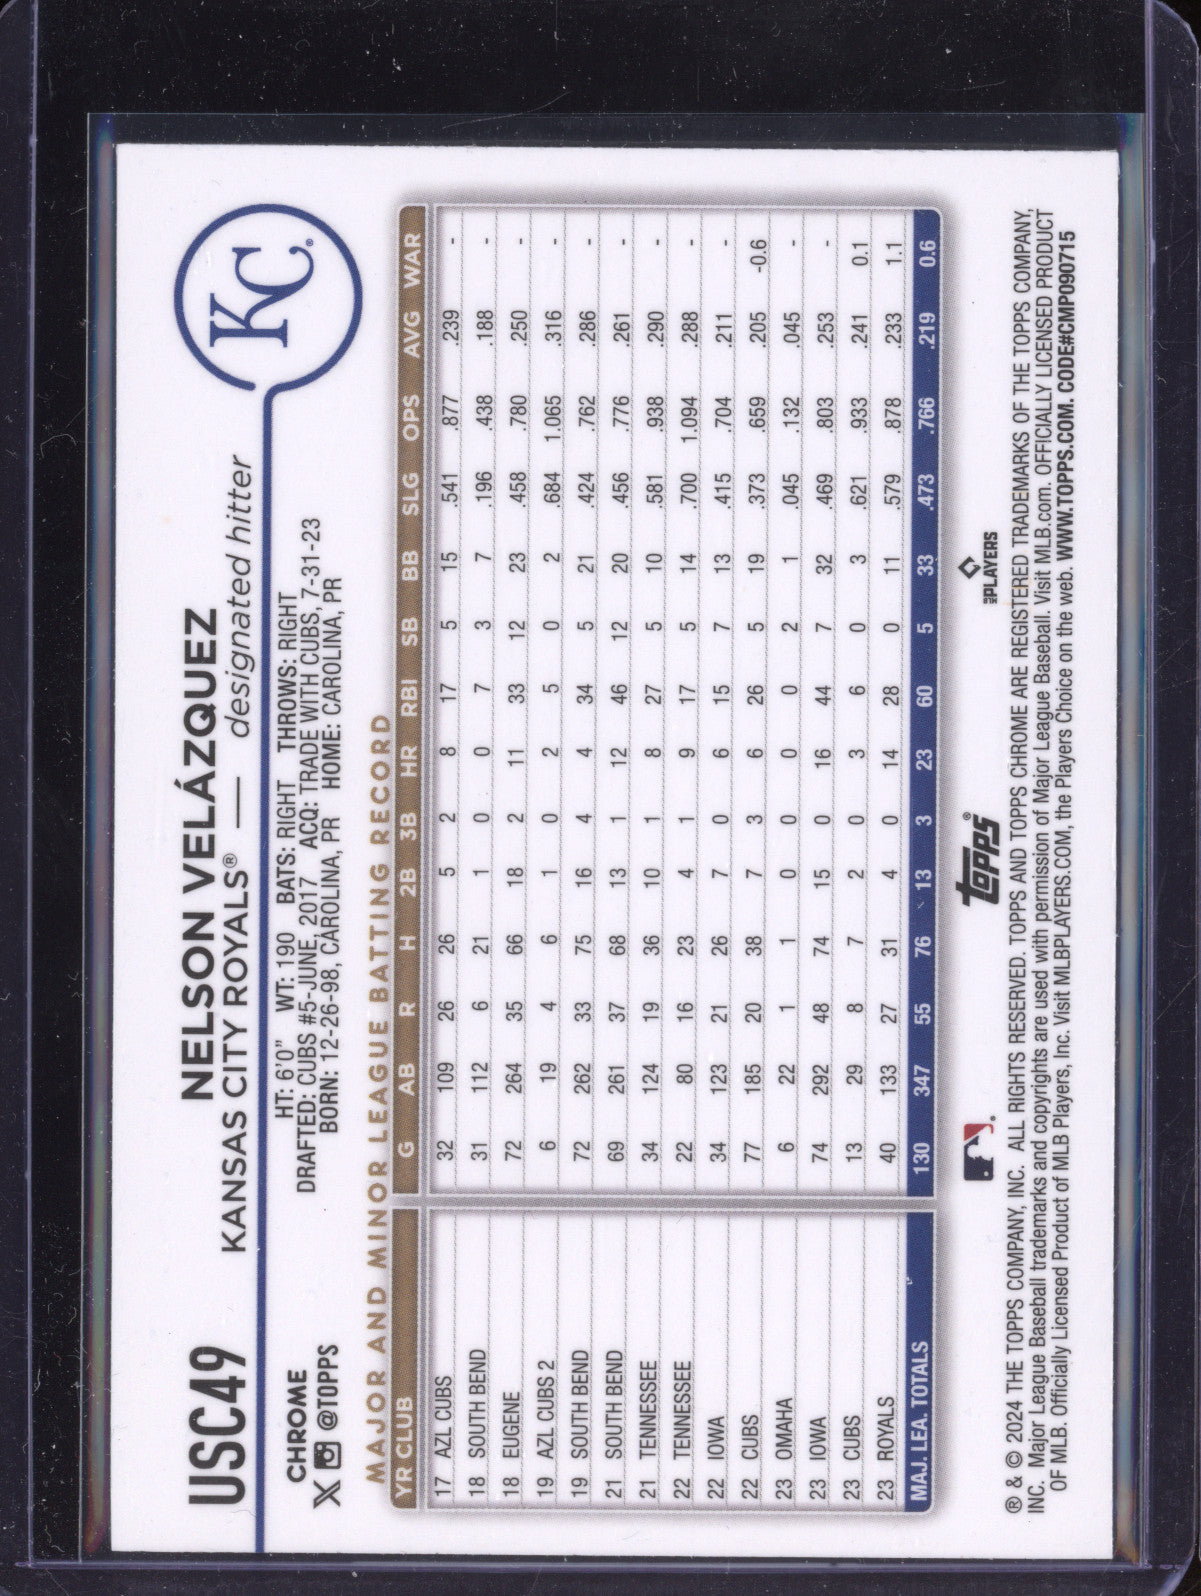 USC49
NELSON VELÁZQUEZ
KANSAS CITY ROYALS® — designated hitter
KC®
CHROME
X @TOPPS
HT: 6'0" WT: 190 BATS: RIGHT THROWS: RIGHT
DRAFTED: CUBS #5-JUNE, 2017 ACQ: TRADE WITH CUBS, 7-31-23
BORN: 12-26-98, CAROLINA, PR HOME: CAROLINA, PR
MAJOR AND MINOR LEAGUE BATTING RECORD
YR CLUB G AB R H 2B 3B HR RBI SB BB SLG OPS AVG WAR
17 AZL CUBS 32 109 26 26 5 2 8 17 5 15 .541 .877 .239 -
18 SOUTH BEND 31 112 6 21 1 0 0 7 3 7 .196 .438 .188 -
18 EUGENE 72 264 35 66 18 2 11 33 12 23 .458 .780 .250 -
19 AZL CUBS 2 6 19 4 6 1 0 2 5 0 2 .684 1.065 .316 -
19 SOUTH BEND 72 262 33 75 16 4 4 34 5 21 .424 .762 .286 -
21 SOUTH BEND 69 261 37 68 13 1 12 46 12 20 .456 .776 .261 -
21 TENNESSEE 34 124 19 36 10 1 8 27 5 10 .581 .938 .290 -
22 TENNESSEE 22 80 16 23 4 1 9 17 5 14 .700 1.094 .288 -
22 IOWA 34 123 21 26 7 0 6 15 7 13 .415 .704 .211 -
22 CUBS 77 185 20 38 7 3 6 26 5 19 .373 .659 .205 -0.6
23 OMAHA 6 22 1 1 0 0 0 0 2 1 .045 .132 .045 -
23 IOWA 74 292 48 74 15 0 16 44 7 32 .469 .803 .253 -
23 CUBS 13 29 8 7 2 0 3 6 0 3 .621 .933 .241 0.1
23 ROYALS 40 133 27 31 4 0 14 28 0 11 .579 .878 .233 1.1
MAJ. LEA. TOTALS 130 347 55 76 13 3 23 60 5 33 .473 .766 .219 0.6
topps® MLB PLAYERS
® & © 2024 THE TOPPS COMPANY, INC. ALL RIGHTS RESERVED. TOPPS AND TOPPS CHROME ARE REGISTERED TRADEMARKS OF THE TOPPS COMPANY,
INC. Major League Baseball trademarks and copyrights are used with permission of Major League Baseball. Visit MLB.com. OFFICIALLY LICENSED PRODUCT
OF MLB. Officially Licensed Product of MLB Players, Inc. Visit MLBPLAYERS.COM, the Players Choice on the web. WWW.TOPPS.COM. CODE#CMP090715